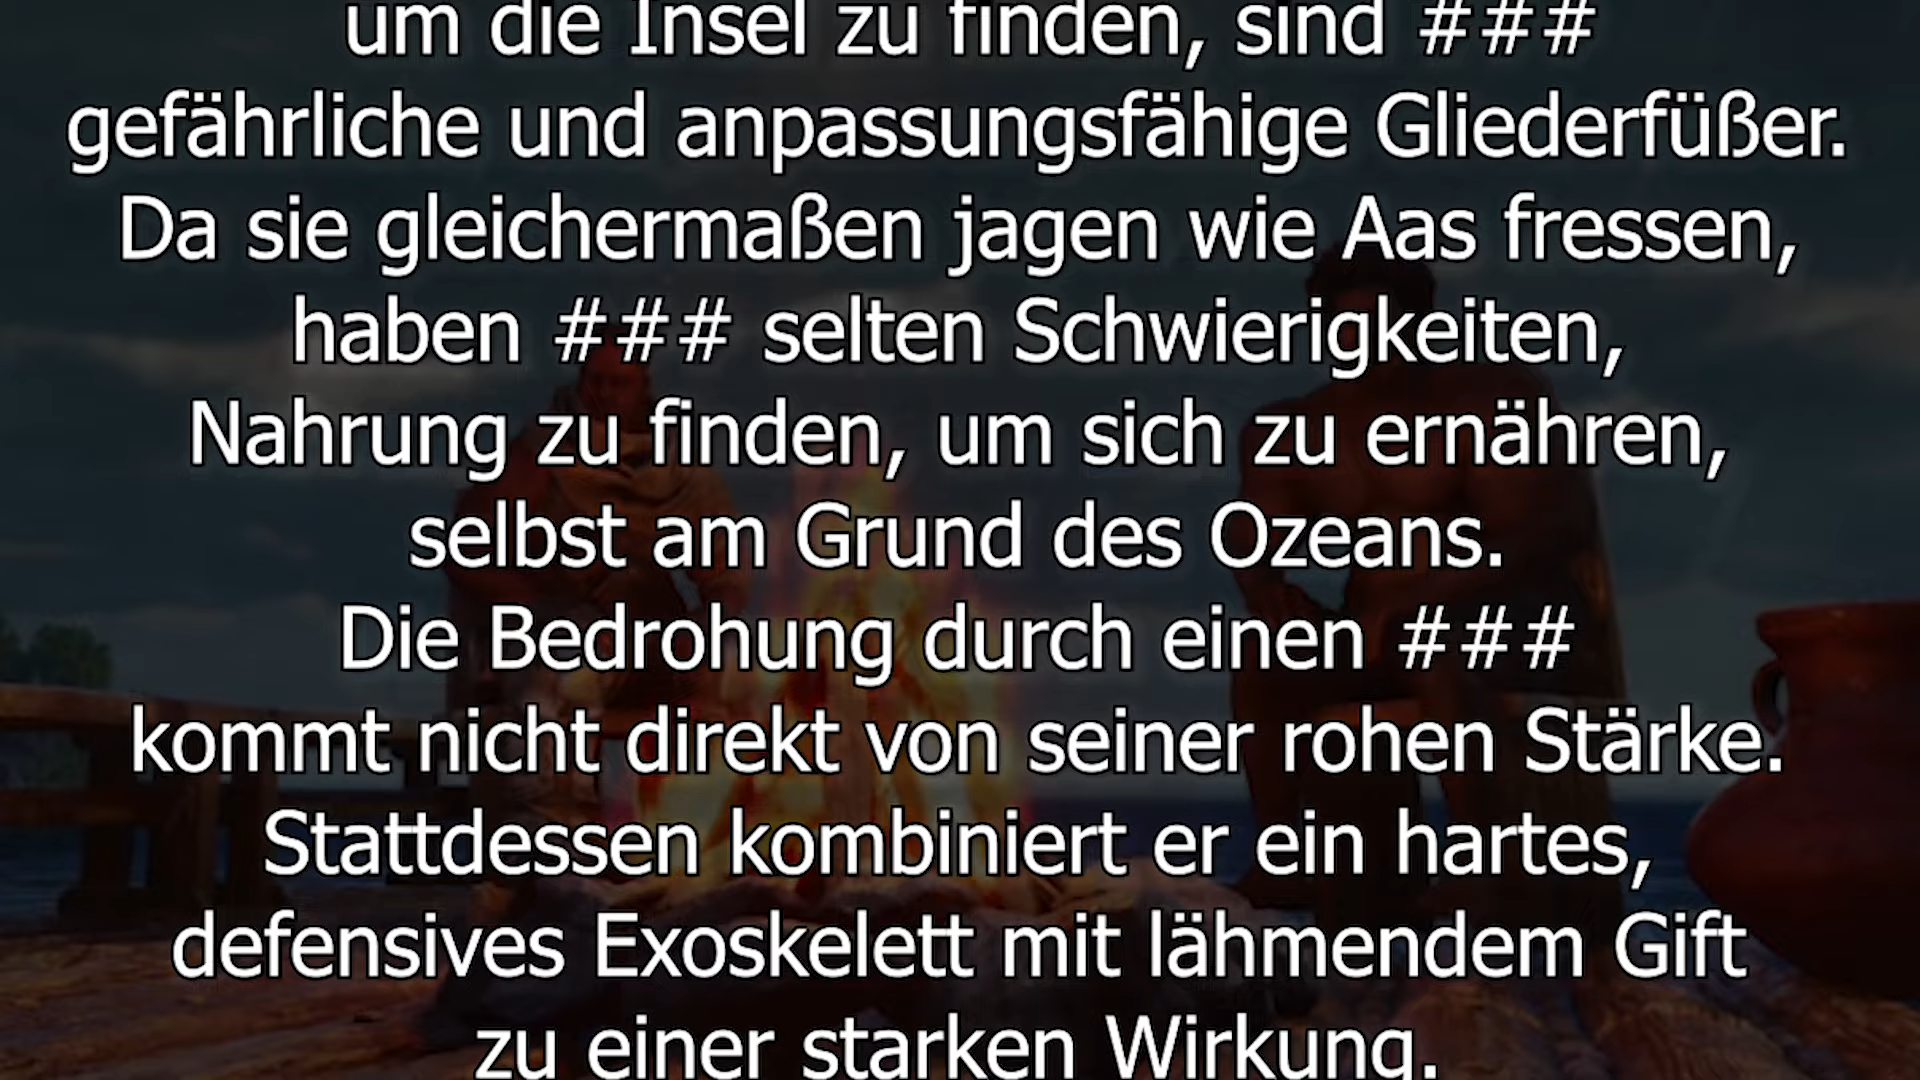 um die Insel zu finden, sind ###
gefährliche und anpassungsfähige Gliederfüßer.
Da sie gleichermaßen jagen wie Aas fressen,
haben ### selten Schwierigkeiten,
Nahrung zu finden, um sich zu ernähren,
selbst am Grund des Ozeans.
Die Bedrohung durch einen ###
kommt nicht direkt von seiner rohen Stärke.
Stattdessen kombiniert er ein hartes,
defensives Exoskelett mit lähmendem Gift
zu einer starken Wirkung.